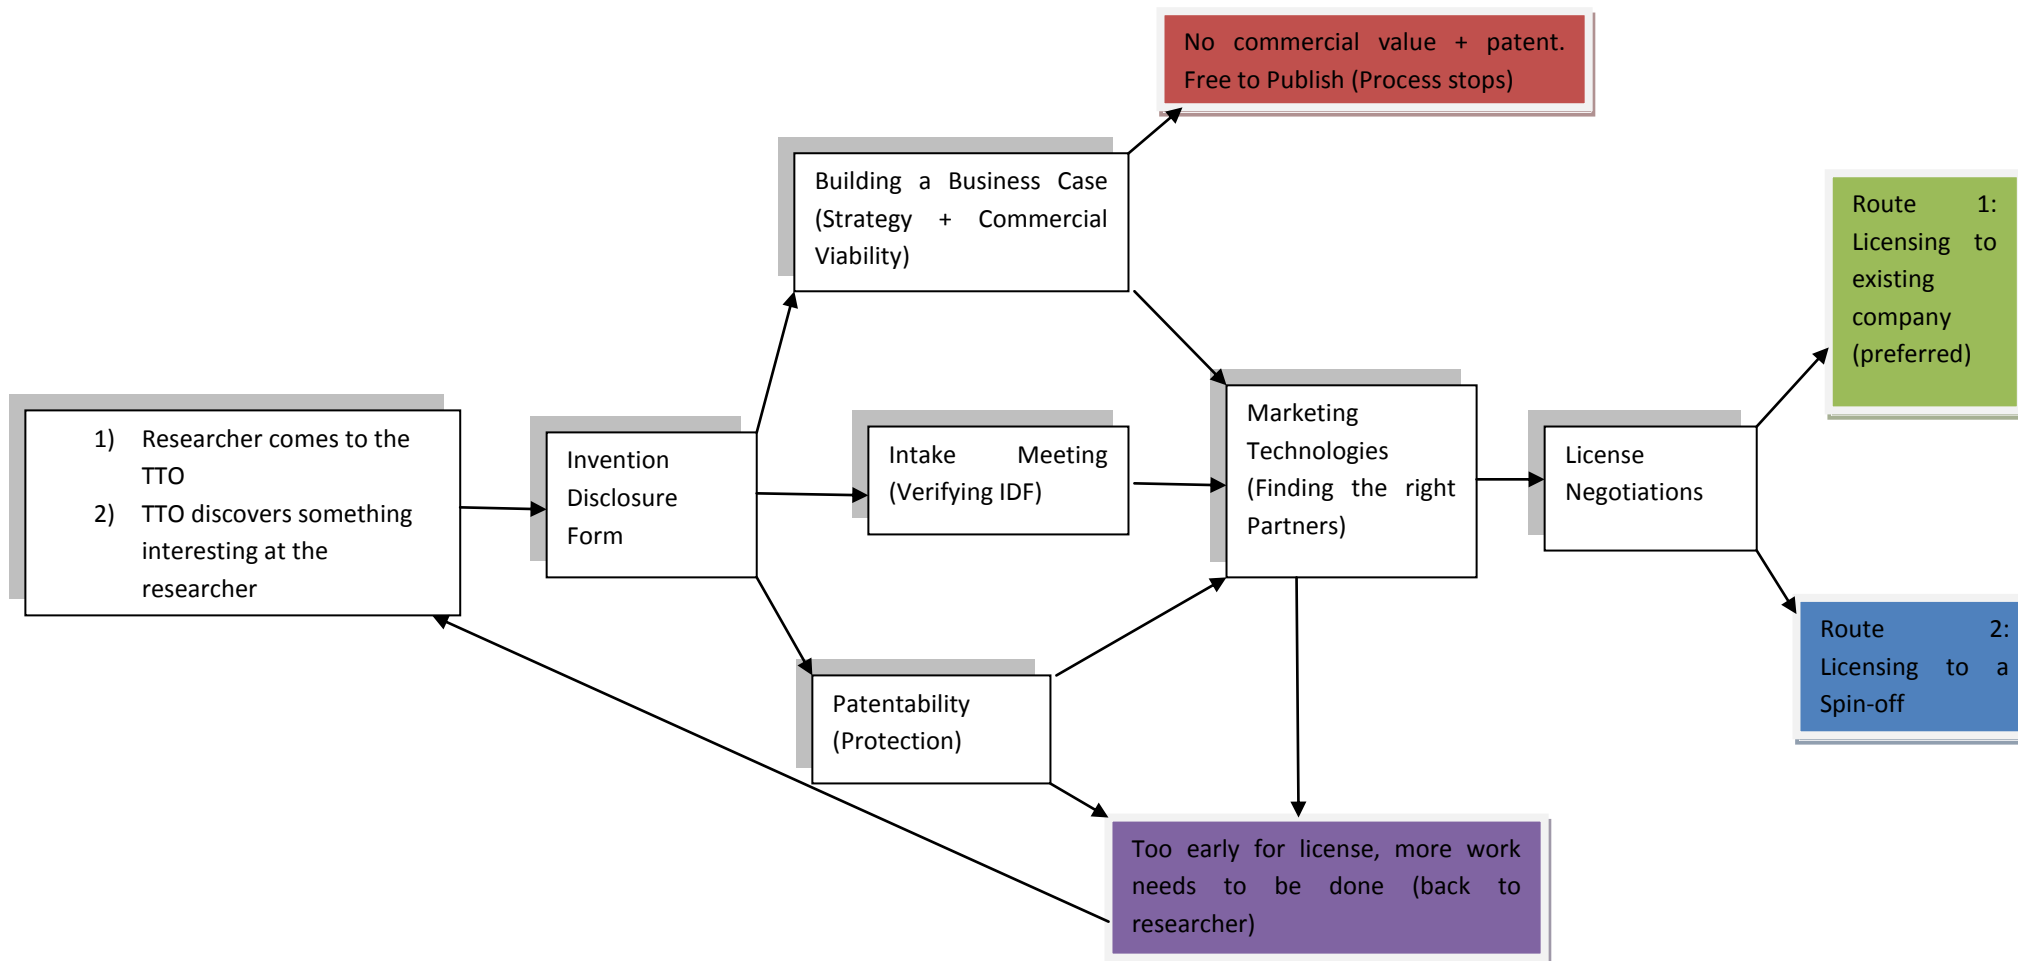 No commercial value + patent.
Free to Publish (Process stops)
Building a Business Case
(Strategy + Commercial
Viability)
Route 1:
Licensing to
existing
company
(preferred)
1) Researcher comes to the
TTO
2) TTO discovers something
interesting at the
researcher
Invention
Disclosure
Form
Intake Meeting
(Verifying IDF)
Marketing
Technologies
(Finding the right
Partners)
License
Negotiations
Patentability
(Protection)
Route 2:
Licensing to a
Spin-off
Too early for license, more work
needs to be done (back to
researcher)